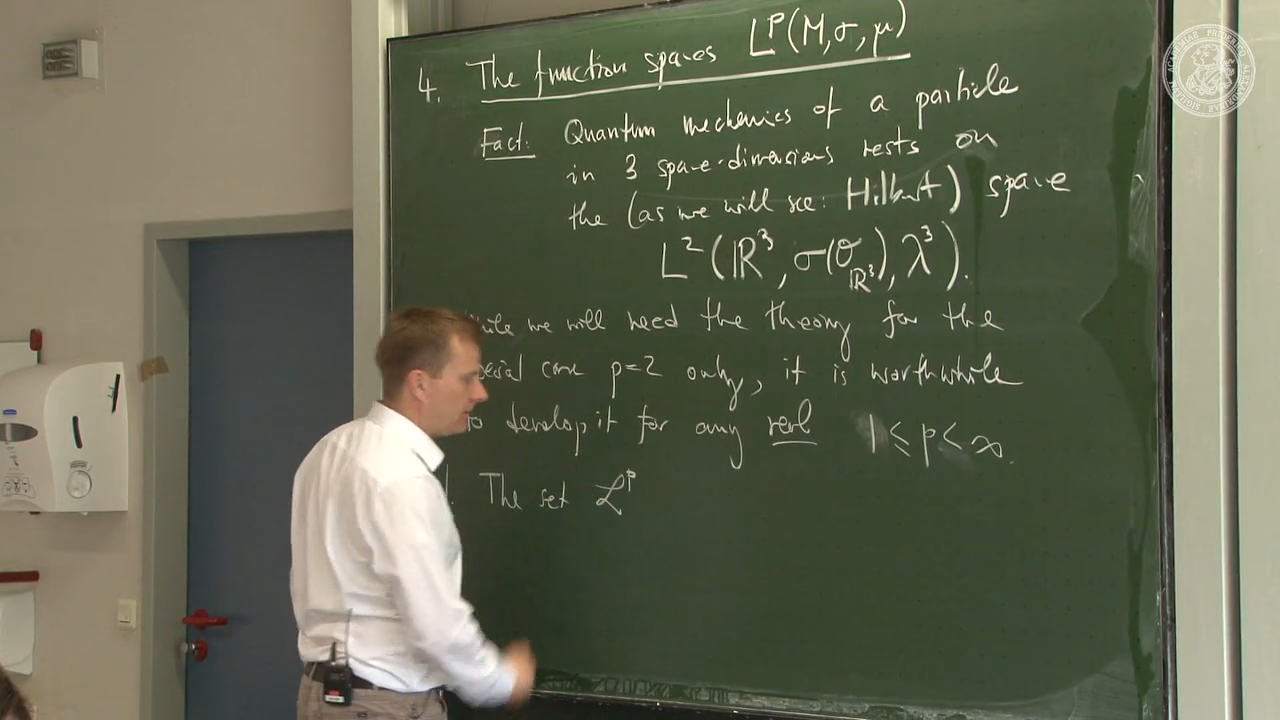 4. The function spaces L^p(M,σ,μ)
Fact: Quantum mechanics of a particle
in 3 space-dimensions rests on
the (as we will see: Hilbert) space
L²(ℝ³, σ(𝒪_ℝ³), λ³).
we will need the theory for the
case p=2 only, it is worthwhile
to develop it for any real 1 ≤ p < ∞.
The set ℒ^p